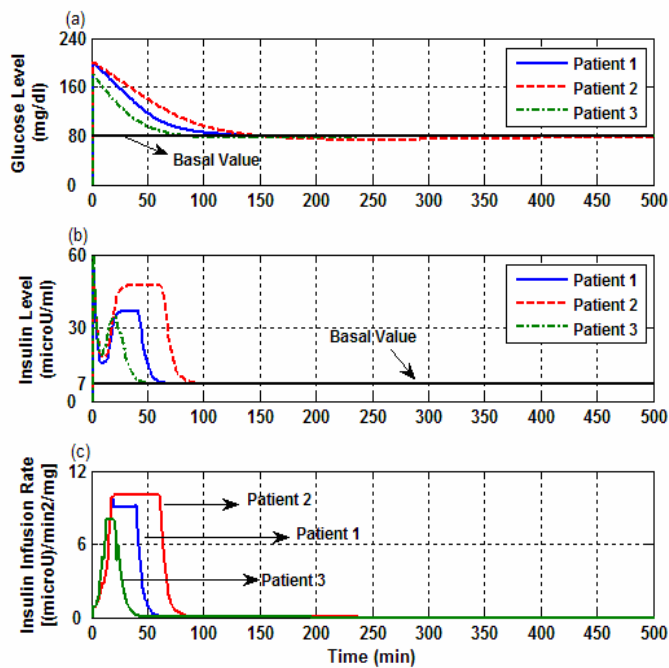 (a)
240
160
80
0
Glucose Level
(mg/dl)
Patient 1
Patient 2
Patient 3
Basal Value
0 50 100 150 200 250 300 350 400 450 500
(b)
60
30
7
0
Insulin Level
(microU/ml)
Patient 1
Patient 2
Patient 3
Basal Value
0 50 100 150 200 250 300 350 400 450 500
(c)
12
6
0
Insulin Infusion Rate
[(microU)/min2/mg]
Patient 2
Patient 1
Patient 3
0 50 100 150 200 250 300 350 400 450 500
Time (min)